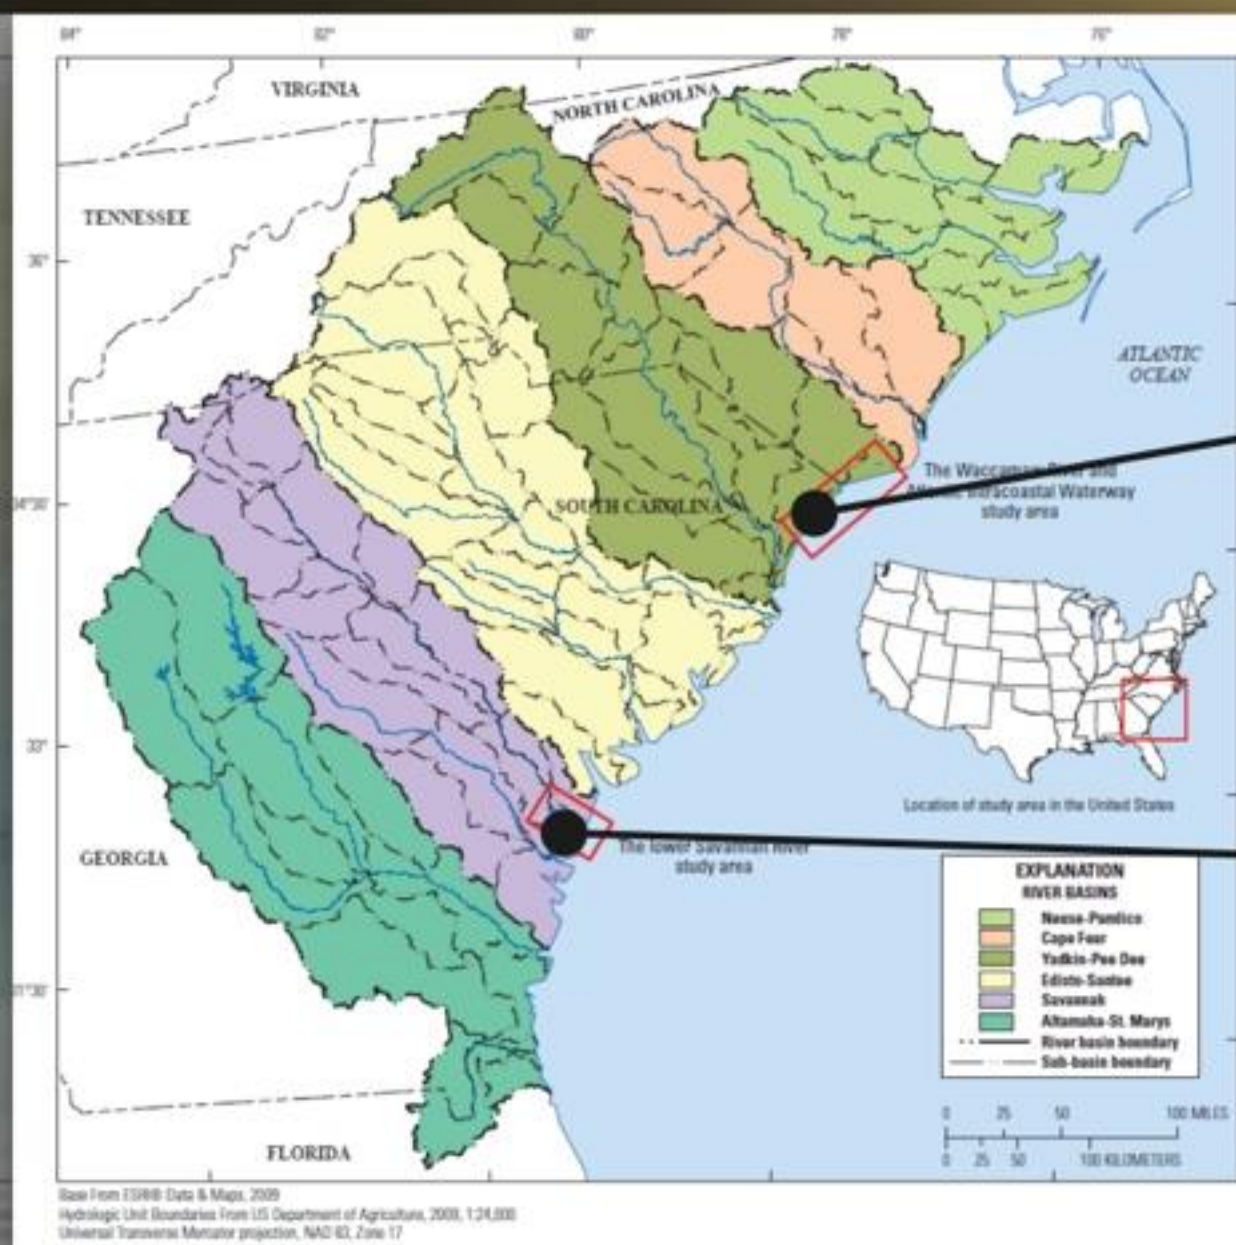 84°
82°
80°
78°
76°
VIRGINIA
NORTH CAROLINA
TENNESSEE
36°
ATLANTIC
OCEAN
The Waccamaw River and
Intracoastal Waterway
study area
SOUTH CAROLINA
34°30'
33°
Location of study area in the United States
GEORGIA
The lower Savannah River
study area
EXPLANATION
RIVER BASINS
Neuse-Pamlico
Cape Fear
Yadkin-Pee Dee
Edisto-Santee
Savannah
Altamaha-St. Marys
River basin boundary
Sub-basin boundary
31°30'
0 25 50 100 MILES
0 25 50 100 KILOMETERS
FLORIDA
Base From ESRI® Data & Maps, 2009
Hydrologic Unit Boundaries From US Department of Agriculture, 2009, 1:24,000
Universal Transverse Mercator projection, NAD 83, Zone 17